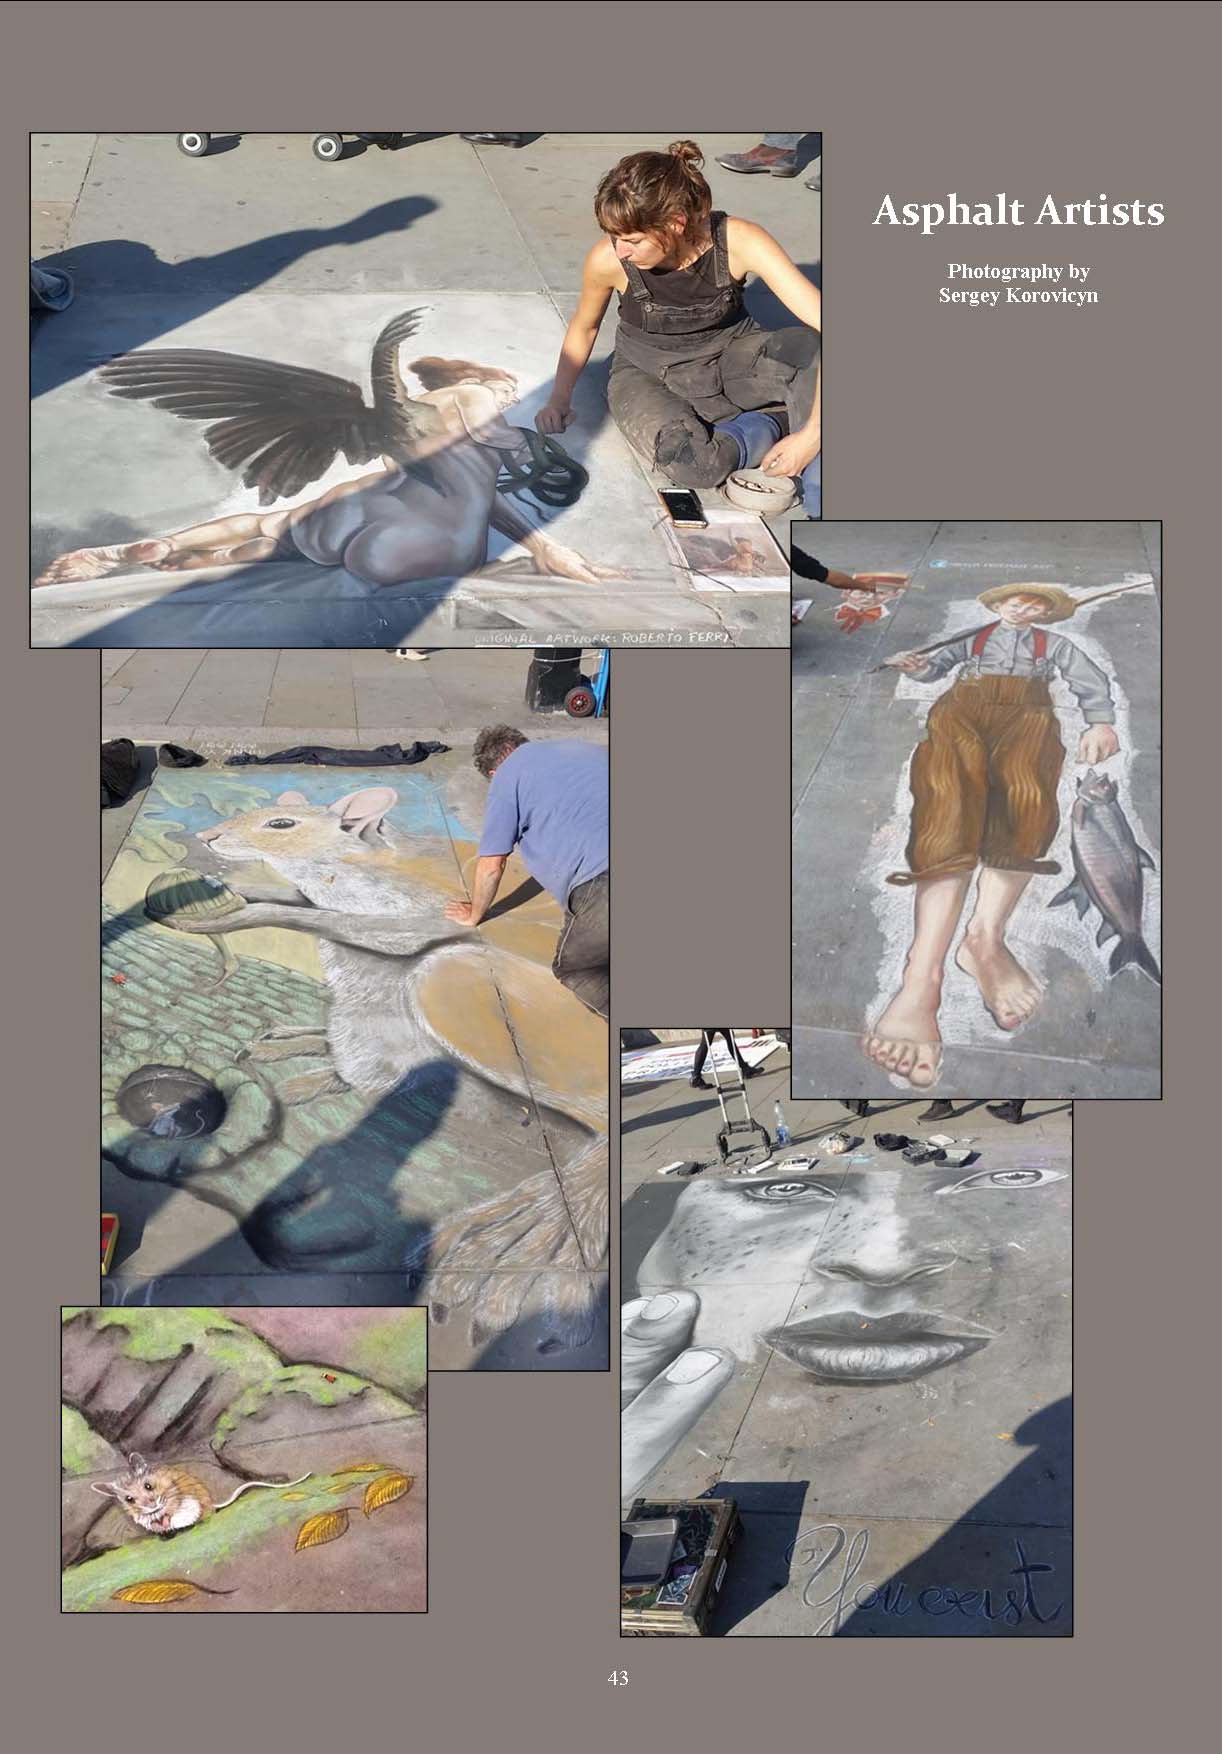 Asphalt Artists
Photography by
Sergey Korovicyn
ORIGINAL ARTWORK: ROBERTO FERRI
You exist
43